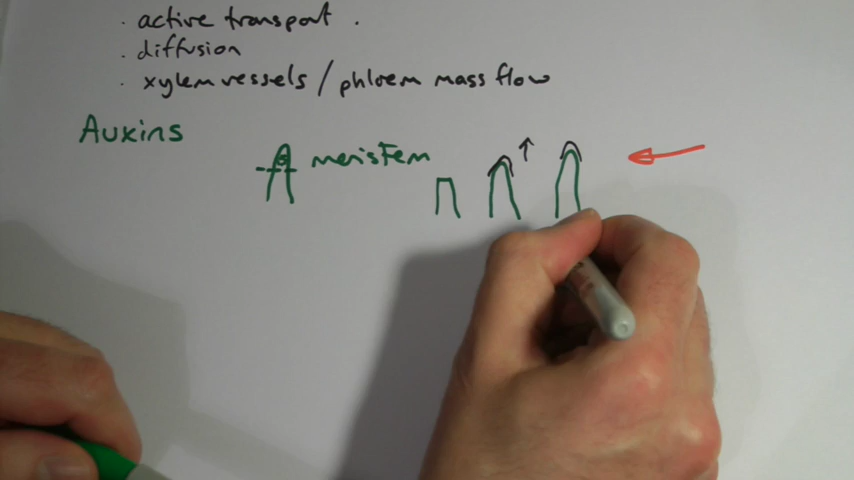 . active transport .
. diffusion
. xylem vessels / phloem mass flow
Auxins
meristem